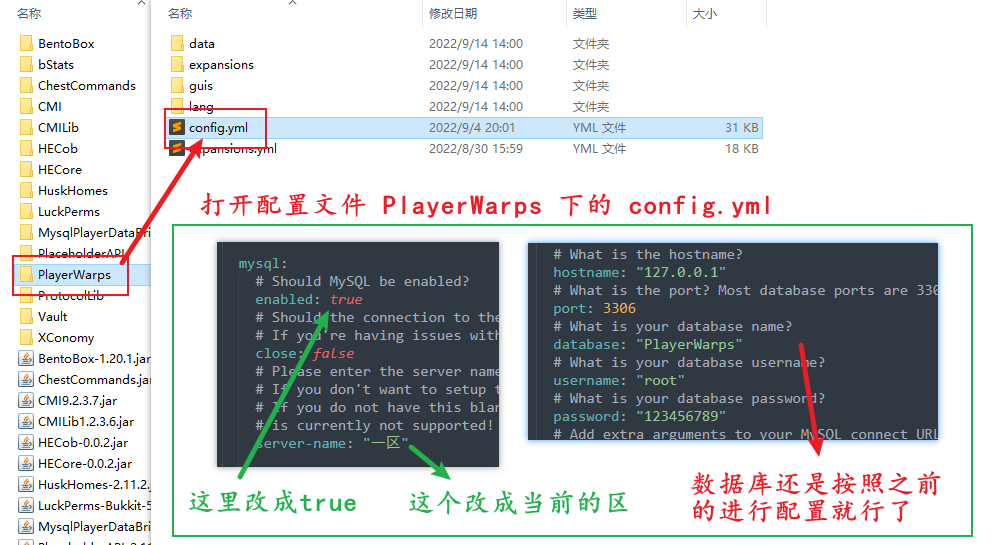 名称
名称
修改日期
类型
大小
BentoBox
bStats
ChestCommands
CMI
CMILib
HECob
HECore
HuskHomes
LuckPerms
MysqlPlayerDataBri
PlaceholderAPI
PlayerWarps
ProtocolLib
Vault
XConomy
BentoBox-1.20.1.jar
ChestCommands.ja
CMI9.2.3.7.jar
CMILib1.2.3.6.jar
HECob-0.0.2.jar
HECore-0.0.2.jar
HuskHomes-2.11.2.j
LuckPerms-Bukkit-5
MysqlPlayerDataBri
data 2022/9/14 14:00 文件夹
expansions 2022/9/14 14:00 文件夹
guis 2022/9/14 14:00 文件夹
lang 2022/9/14 14:00 文件夹
config.yml 2022/9/4 20:01 YML 文件 31 KB
expansions.yml 2022/8/30 15:59 YML 文件 18 KB
打开配置文件 PlayerWarps 下的 config.yml
mysql:
# Should MySQL be enabled?
enabled: true
# Should the connection to the
# If you're having issues with
close: false
# Please enter the server name
# If you don't want to setup t
# If you do not have this blan
# is currently not supported!
server-name: "一区"
# What is the hostname?
hostname: "127.0.0.1"
# What is the port? Most database ports are 330
port: 3306
# What is your database name?
database: "PlayerWarps"
# What is your database username?
username: "root"
# What is your database password?
password: "123456789"
# Add extra arguments to your MySQL connect URL
这里改成true
这个改成当前的区
数据库还是按照之前
的进行配置就行了